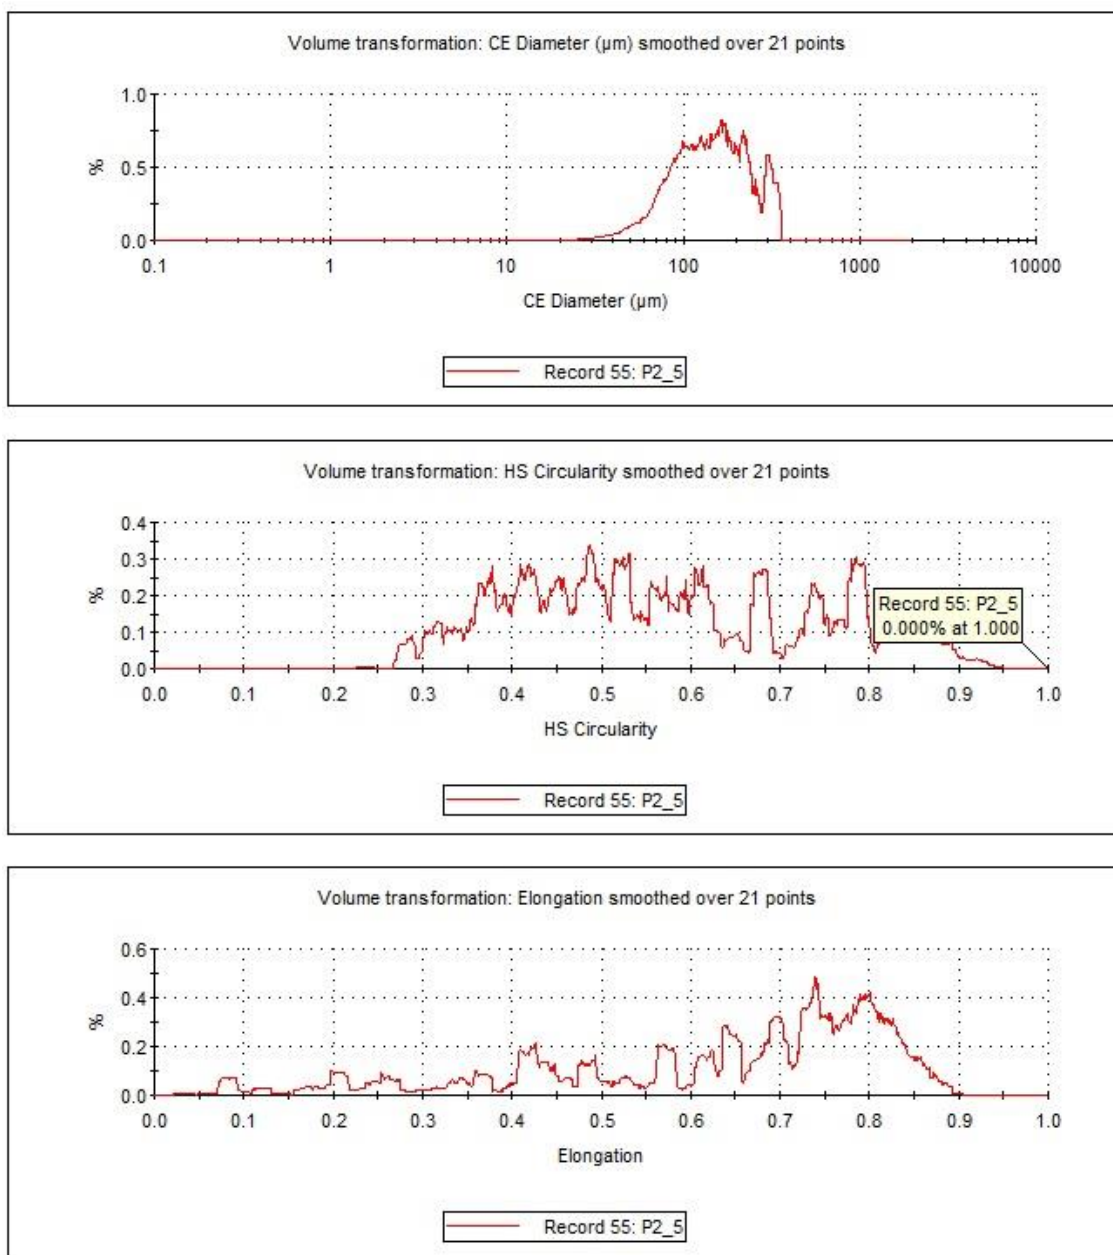 Volume transformation: CE Diameter (µm) smoothed over 21 points
1.0
0.5
0.0
%
0.1 1 10 100 1000 10000
CE Diameter (µm)
Record 55: P2_5
Volume transformation: HS Circularity smoothed over 21 points
0.4
0.3
0.2
0.1
0.0
%
Record 55: P2_5
0.000% at 1.000
0.0 0.1 0.2 0.3 0.4 0.5 0.6 0.7 0.8 0.9 1.0
HS Circularity
Record 55: P2_5
Volume transformation: Elongation smoothed over 21 points
0.6
0.4
0.2
0.0
%
0.0 0.1 0.2 0.3 0.4 0.5 0.6 0.7 0.8 0.9 1.0
Elongation
Record 55: P2_5